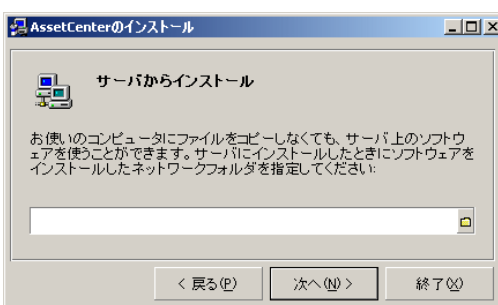 AssetCenterのインストール
サーバからインストール
お使いのコンピュータにファイルをコピーしなくても、サーバ上のソフトウ
ェアを使うことができます。サーバにインストールしたときにソフトウェアを
インストールしたネットワークフォルダを指定してください:
< 戻る(P)
次へ(N) >
終了(X)